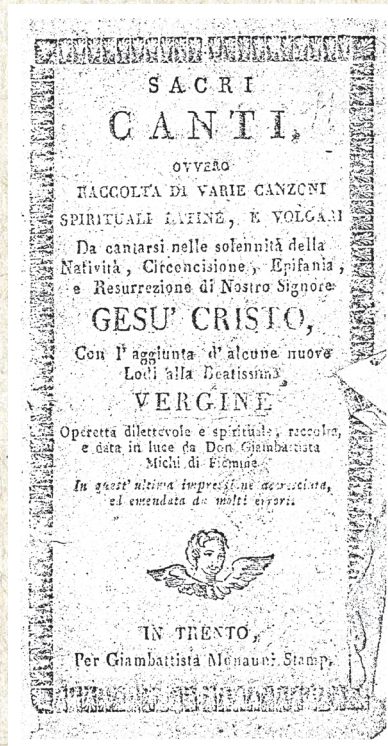 SACRI
CANTI,
OVVERO
RACCOLTA DI VARIE CANZONI
SPIRITUALI LATINE, E VOLGARI
Da cantarsi nelle solennità della
Natività, Circoncisione, Epifania,
e Resurrezione di Nostro Signore
GESU' CRISTO,
Con l'aggiunta d'alcune nuove
Lodi alla Beatissima
VERGINE
Operetta dilettevole e spirituale, raccolta,
e data in luce da Don Giambattista
Michi di Fiemme
In quest'ultima impressione accresciuta,
ed emendata da molti errori.
IN TRENTO,
Per Giambattista Monauni Stamp.